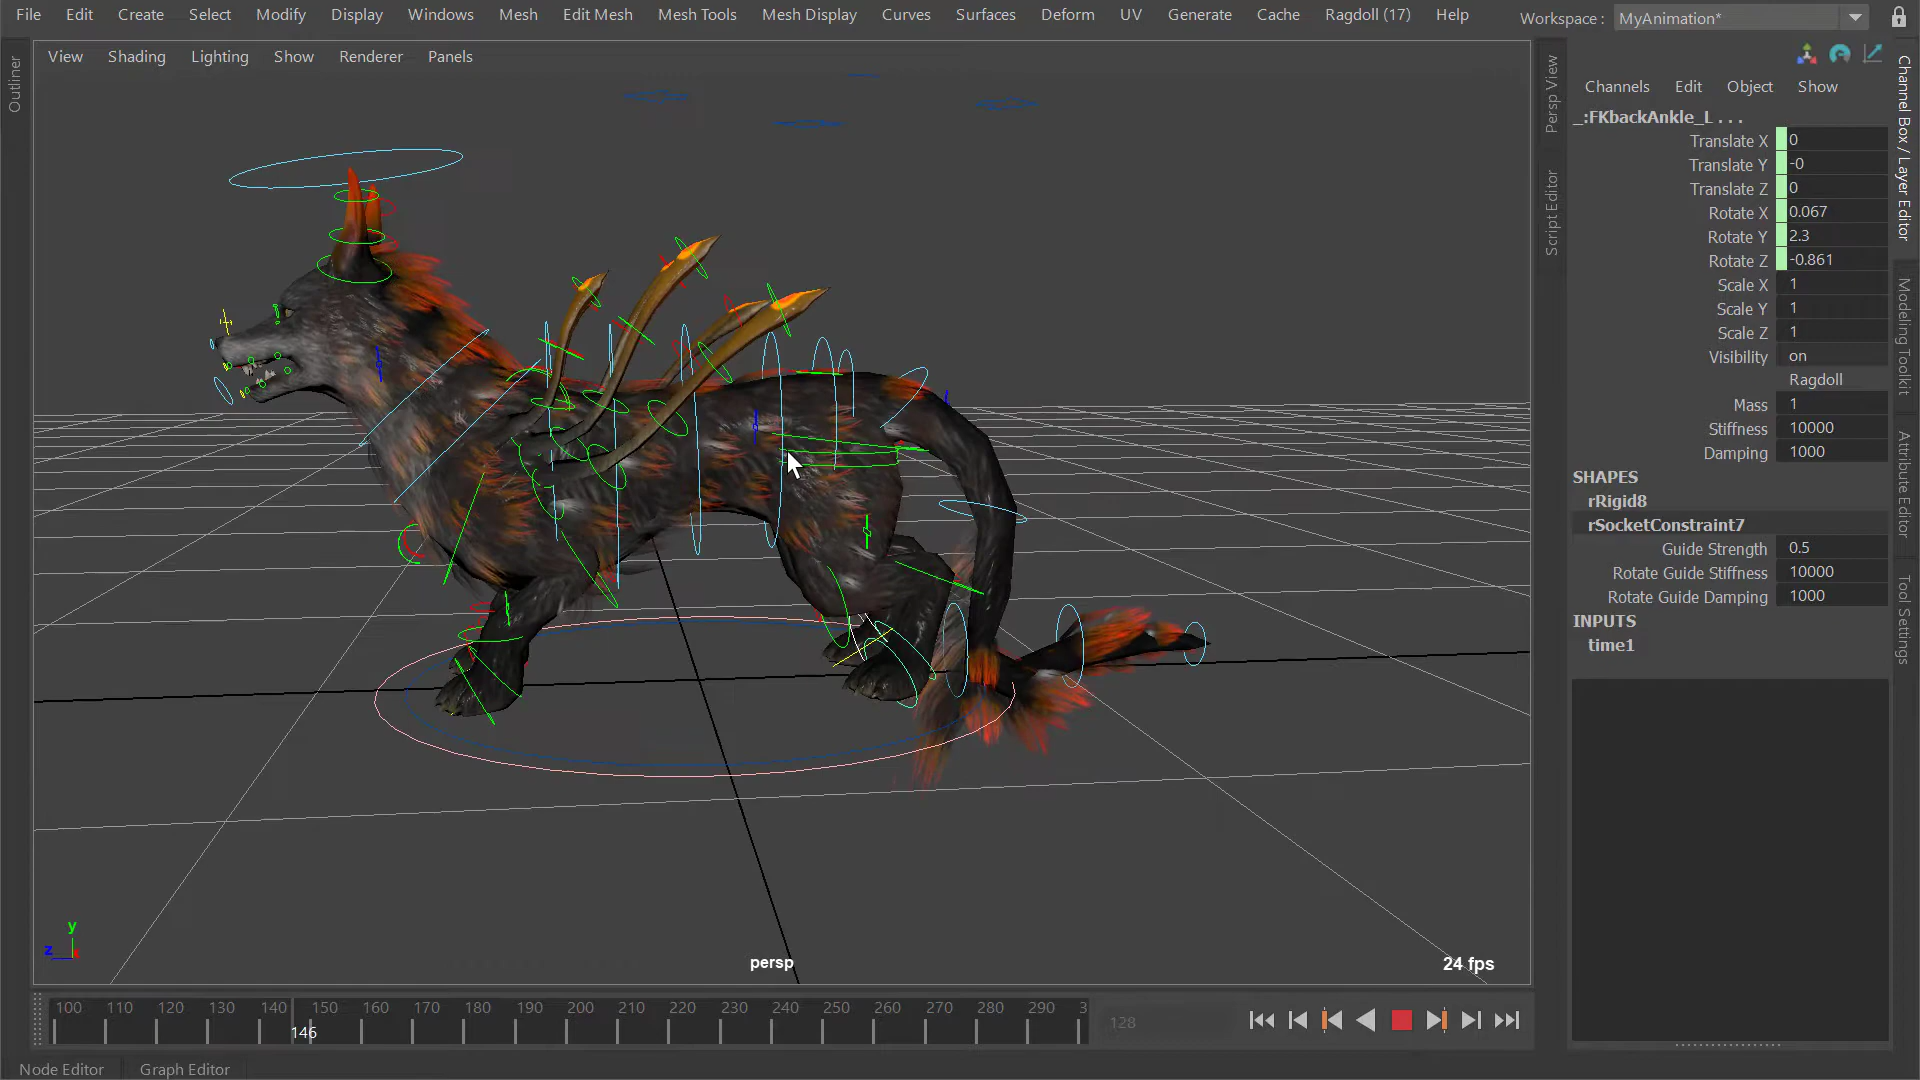 File Edit Create Select Modify Display Windows Mesh Edit Mesh Mesh Tools Mesh Display Curves Surfaces Deform UV Generate Cache Ragdoll (17) Help Workspace : MyAnimation*
View Shading Lighting Show Renderer Panels
Outliner
Persp View
Script Editor
Channels Edit Object Show
_:FKbackAnkle_L . . .
Translate X 0
Translate Y -0
Translate Z 0
Rotate X 0.067
Rotate Y 2.3
Rotate Z -0.861
Scale X 1
Scale Y 1
Scale Z 1
Visibility on
Ragdoll
Mass 1
Stiffness 10000
Damping 1000
SHAPES
rRigid8
rSocketConstraint7
Guide Strength 0.5
Rotate Guide Stiffness 10000
Rotate Guide Damping 1000
INPUTS
time1
Channel Box / Layer Editor
Modeling Toolkit
Attribute Editor
Tool Settings
y
z
persp
24 fps
100 110 120 130 140 150 160 170 180 190 200 210 220 230 240 250 260 270 280 290 3
146
128
Node Editor Graph Editor